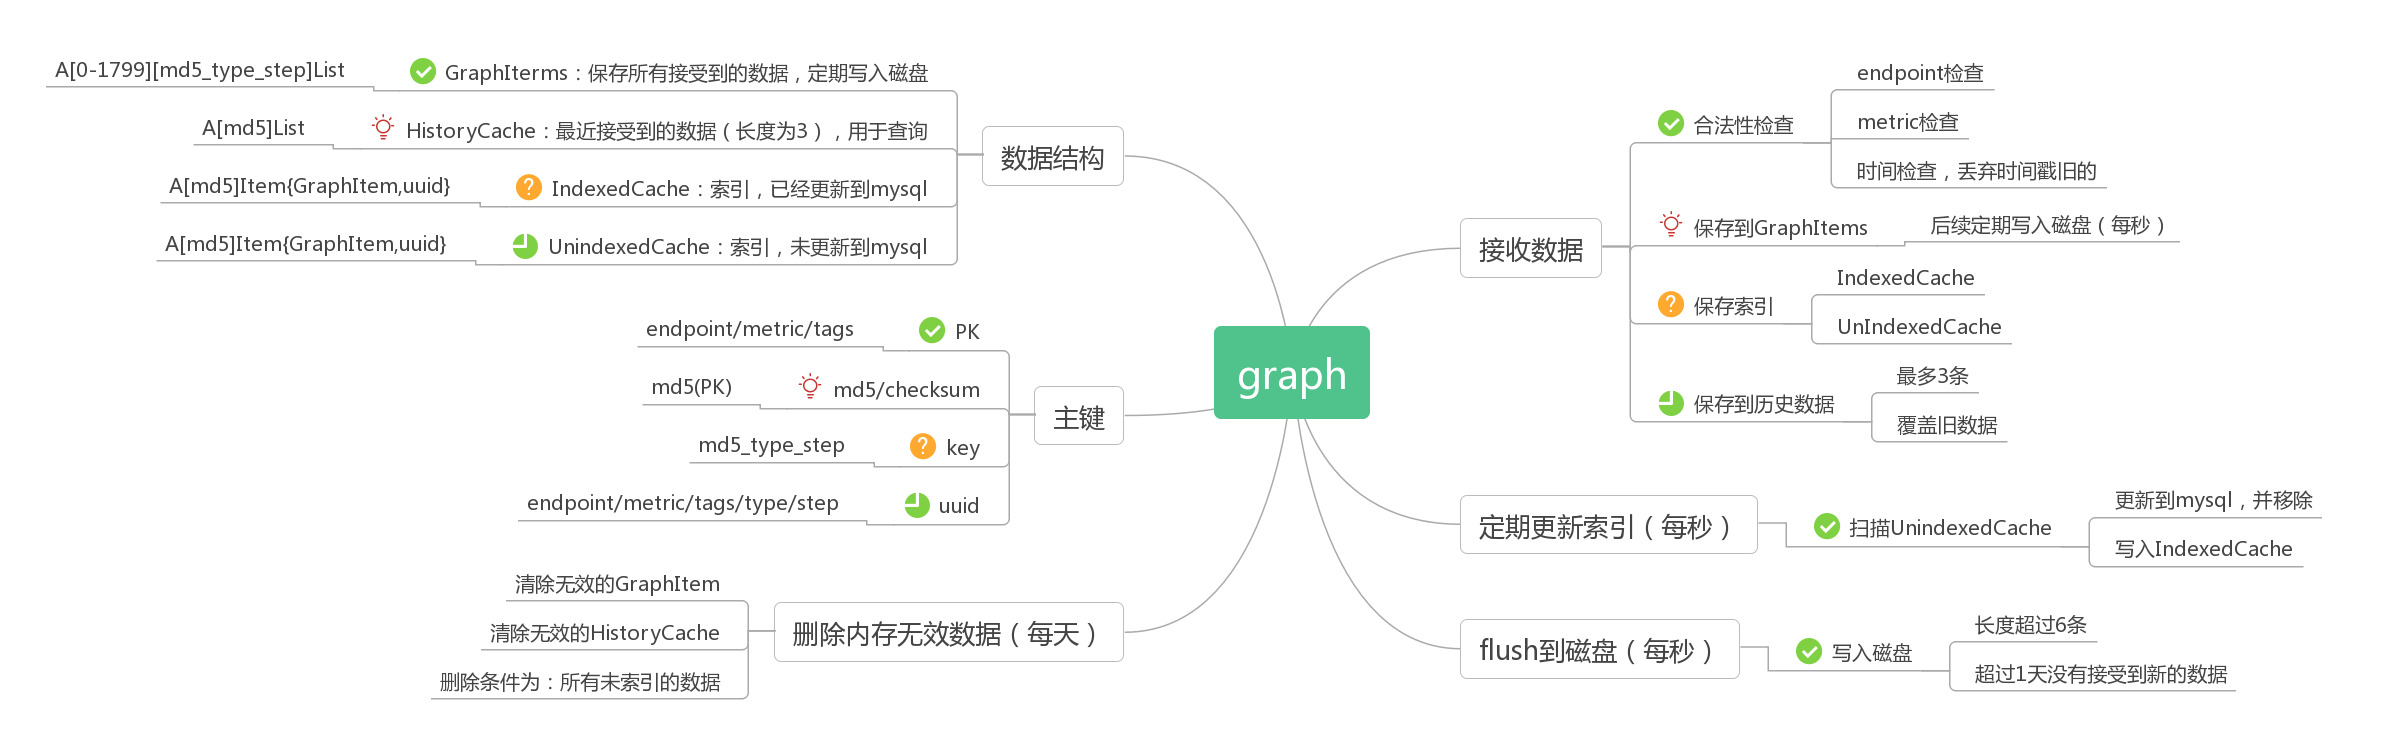 graph
数据结构
GraphIterms：保存所有接受到的数据，定期写入磁盘
A[0-1799][md5_type_step]List
HistoryCache：最近接受到的数据（长度为3），用于查询
A[md5]List
IndexedCache：索引，已经更新到mysql
A[md5]Item{GraphItem,uuid}
UnindexedCache：索引，未更新到mysql
A[md5]Item{GraphItem,uuid}
主键
PK
endpoint/metric/tags
md5/checksum
md5(PK)
key
md5_type_step
uuid
endpoint/metric/tags/type/step
删除内存无效数据（每天）
清除无效的GraphItem
清除无效的HistoryCache
删除条件为：所有未索引的数据
接收数据
合法性检查
endpoint检查
metric检查
时间检查，丢弃时间戳旧的
保存到GraphItems
后续定期写入磁盘（每秒）
保存索引
IndexedCache
UnIndexedCache
保存到历史数据
最多3条
覆盖旧数据
定期更新索引（每秒）
扫描UnindexedCache
更新到mysql，并移除
写入IndexedCache
flush到磁盘（每秒）
写入磁盘
长度超过6条
超过1天没有接受到新的数据